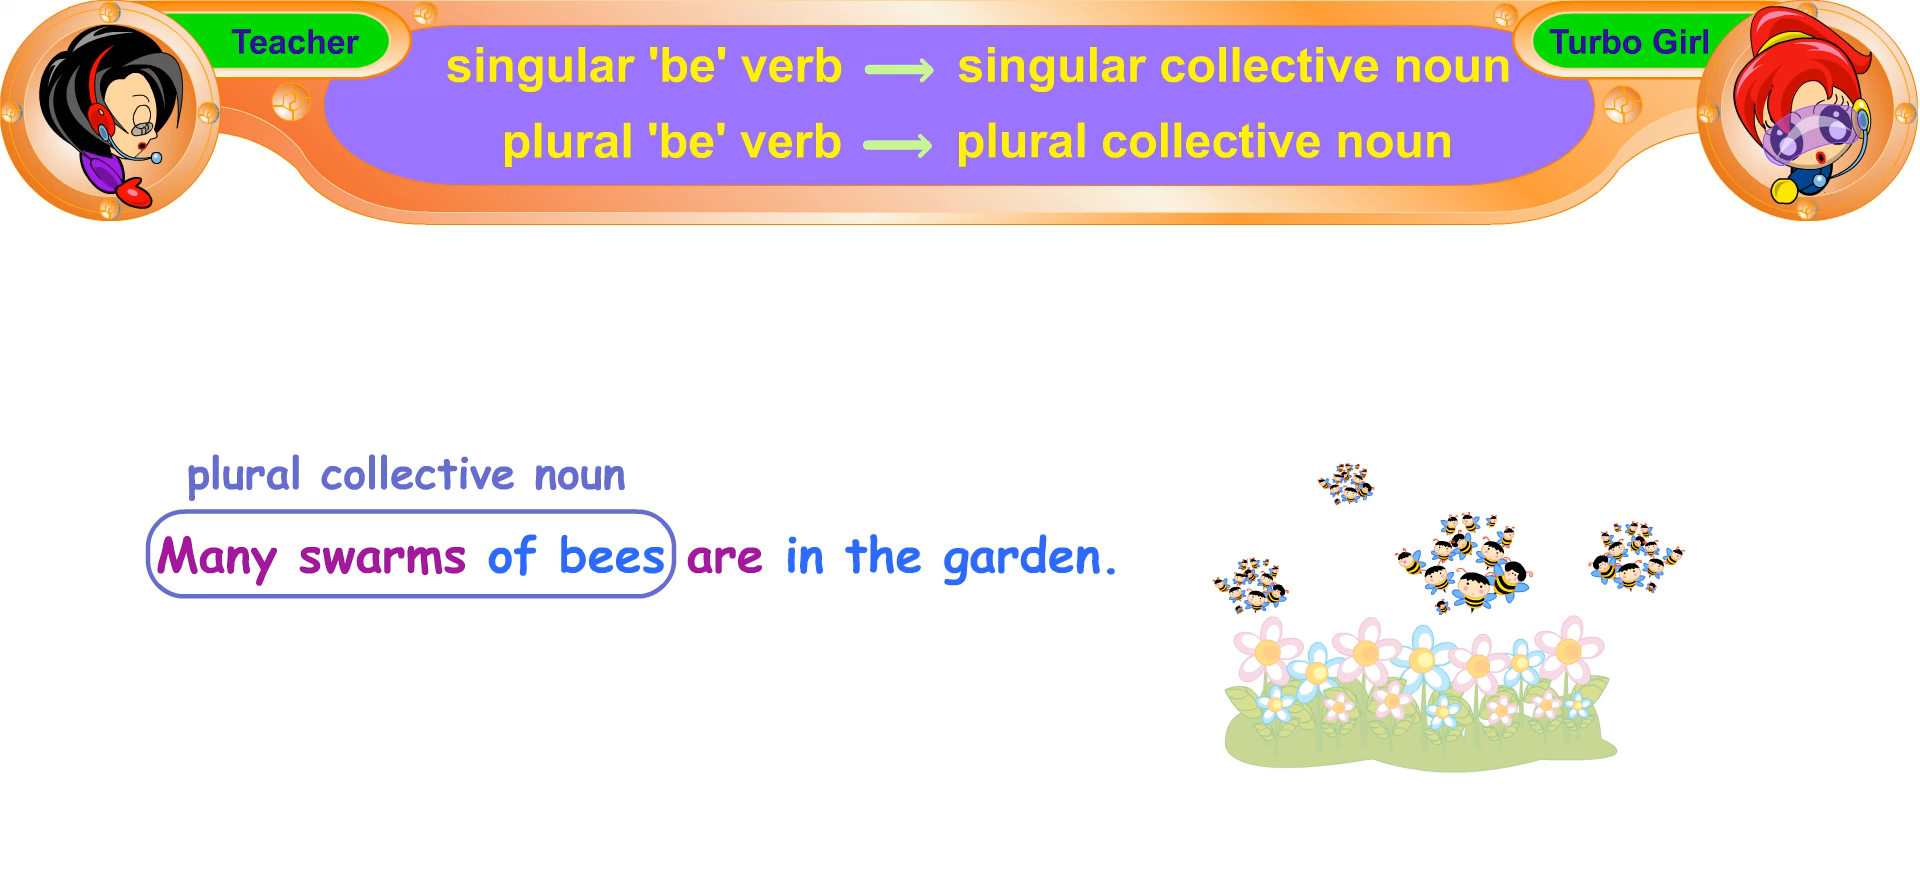 Teacher
Turbo Girl
singular 'be' verb → singular collective noun
plural 'be' verb → plural collective noun
plural collective noun
Many swarms of bees are in the garden.